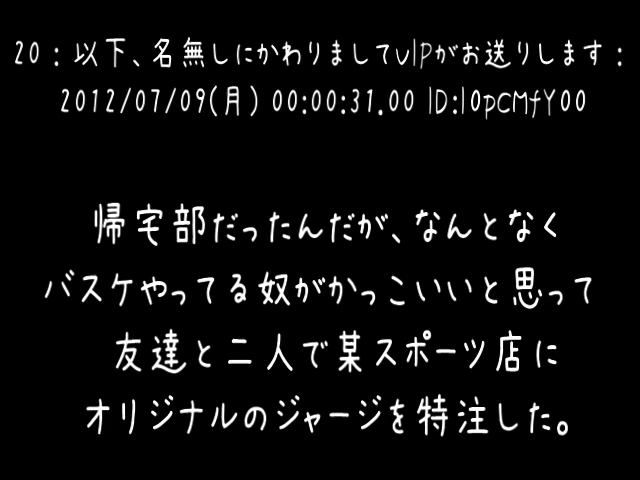 20：以下、名無しにかわりましてVIPがお送りします：
2012/07/09(月) 00:00:31.00 ID:l0pCMfY00
帰宅部だったんだが、なんとなく
バスケやってる奴がかっこいいと思って
友達と二人で某スポーツ店に
オリジナルのジャージを特注した。